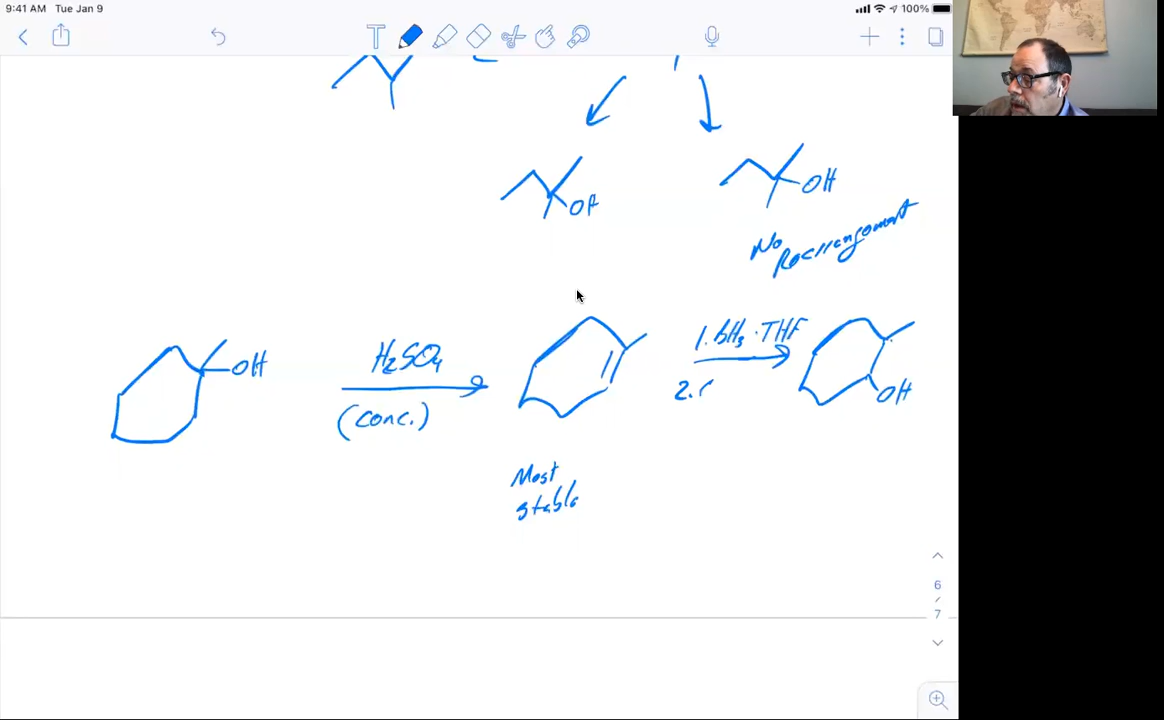 9:41 AM Tue Jan 9
100%
T
OH
OH
No
Rearrangement
OH
H2SO4
(conc.)
1. BH3 · THF
2. (
OH
Most
stable
6
/
7